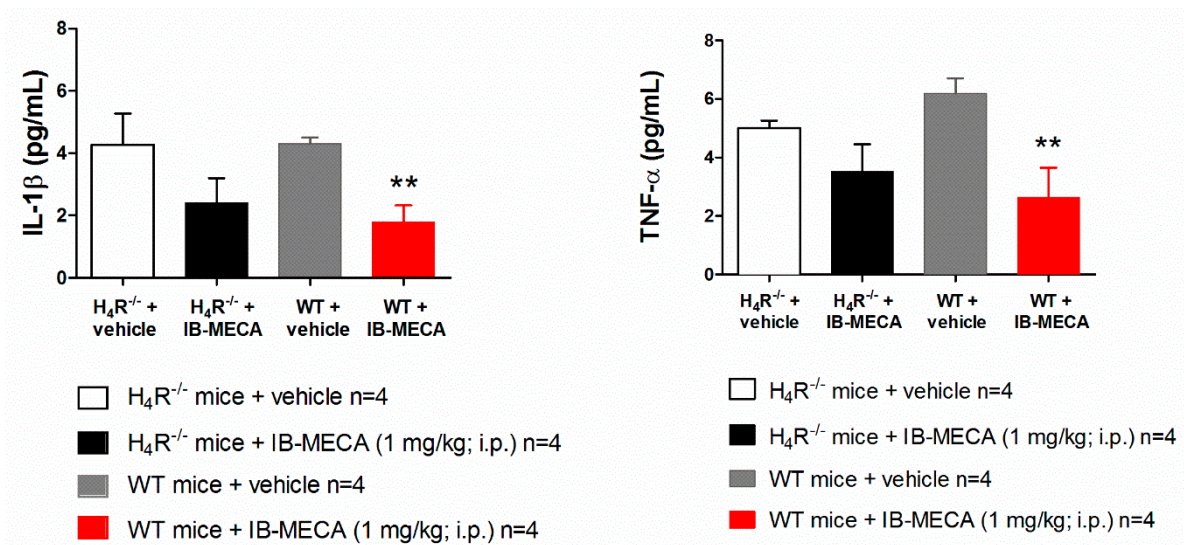 8
6
4
2
0
IL-1β (pg/mL)
**
H₄R⁻/⁻ + vehicle
H₄R⁻/⁻ + IB-MECA
WT + vehicle
WT + IB-MECA
H₄R⁻/⁻ mice + vehicle n=4
H₄R⁻/⁻ mice + IB-MECA (1 mg/kg; i.p.) n=4
WT mice + vehicle n=4
WT mice + IB-MECA (1 mg/kg; i.p.) n=4
8
6
4
2
0
TNF-α (pg/mL)
**
H₄R⁻/⁻ + vehicle
H₄R⁻/⁻ + IB-MECA
WT + vehicle
WT + IB-MECA
H₄R⁻/⁻ mice + vehicle n=4
H₄R⁻/⁻ mice + IB-MECA (1 mg/kg; i.p.) n=4
WT mice + vehicle n=4
WT mice + IB-MECA (1 mg/kg; i.p.) n=4